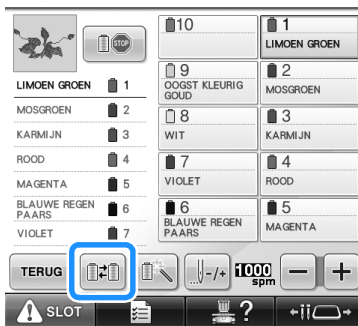 10
1
LIMOEN GROEN
LIMOEN GROEN 1
MOSGROEN 2
KARMIJN 3
ROOD 4
MAGENTA 5
BLAUWE REGEN
PAARS 6
VIOLET 7
9
OOGST KLEURIG
GOUD
2
MOSGROEN
8
WIT
3
KARMIJN
7
VIOLET
4
ROOD
6
BLAUWE REGEN
PAARS
5
MAGENTA
STOP
TERUG
-/+
1000
spm
- +
SLOT
?